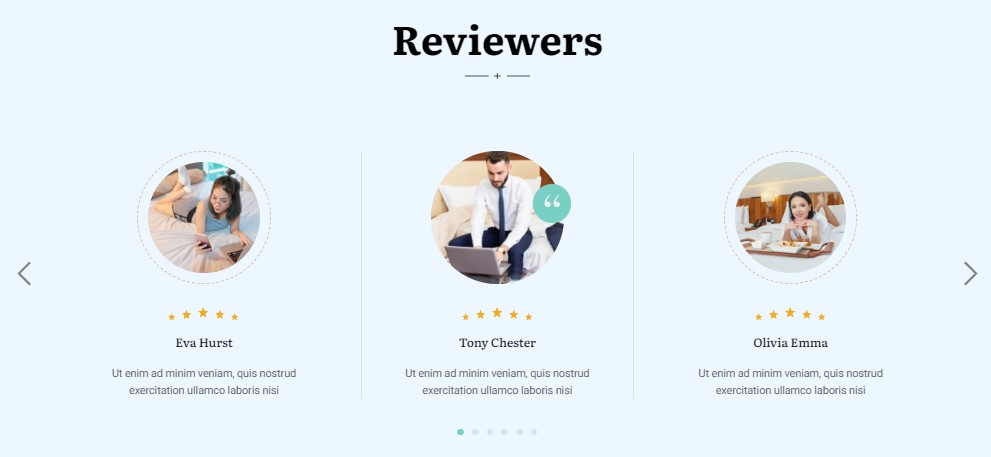 Reviewers
“
Eva Hurst
Ut enim ad minim veniam, quis nostrud
exercitation ullamco laboris nisi
Tony Chester
Ut enim ad minim veniam, quis nostrud
exercitation ullamco laboris nisi
Olivia Emma
Ut enim ad minim veniam, quis nostrud
exercitation ullamco laboris nisi